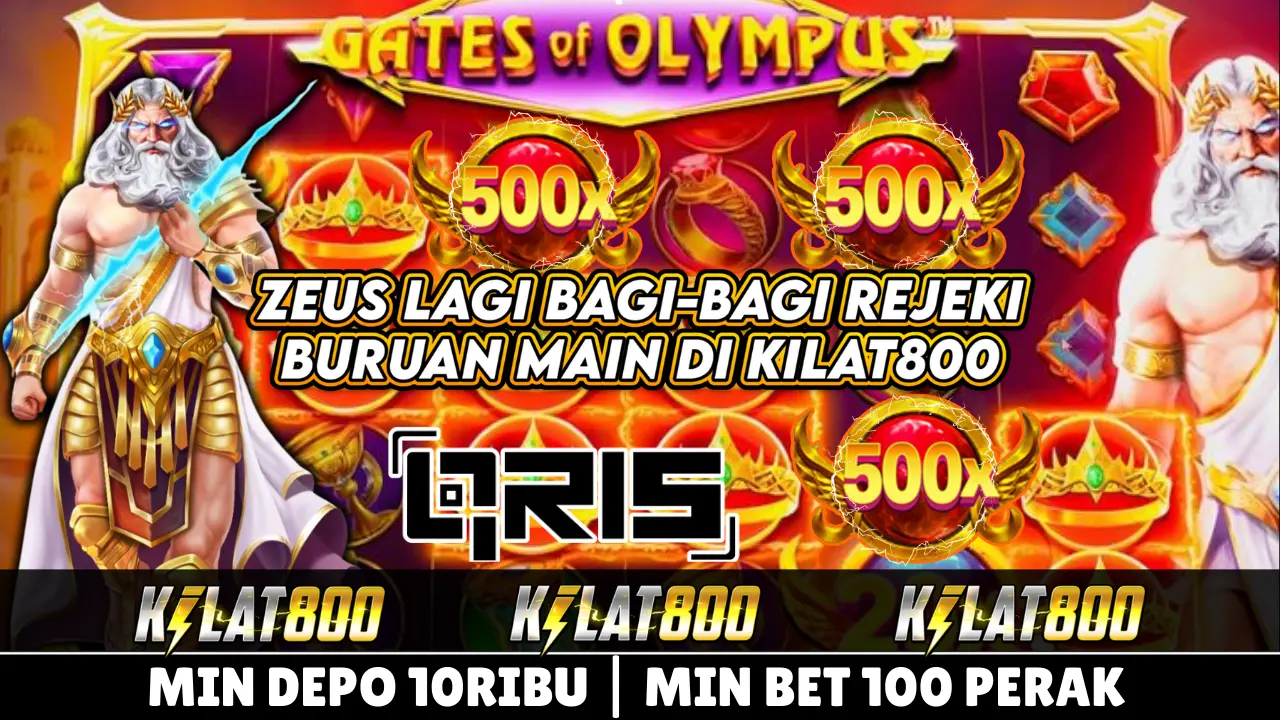 GATES of OLYMPUS™
500x 500x
ZEUS LAGI BAGI-BAGI REJEKI
BURUAN MAIN DI KILAT800
QRIS 500x
KILAT800 KILAT800 KILAT800
MIN DEPO 10RIBU | MIN BET 100 PERAK